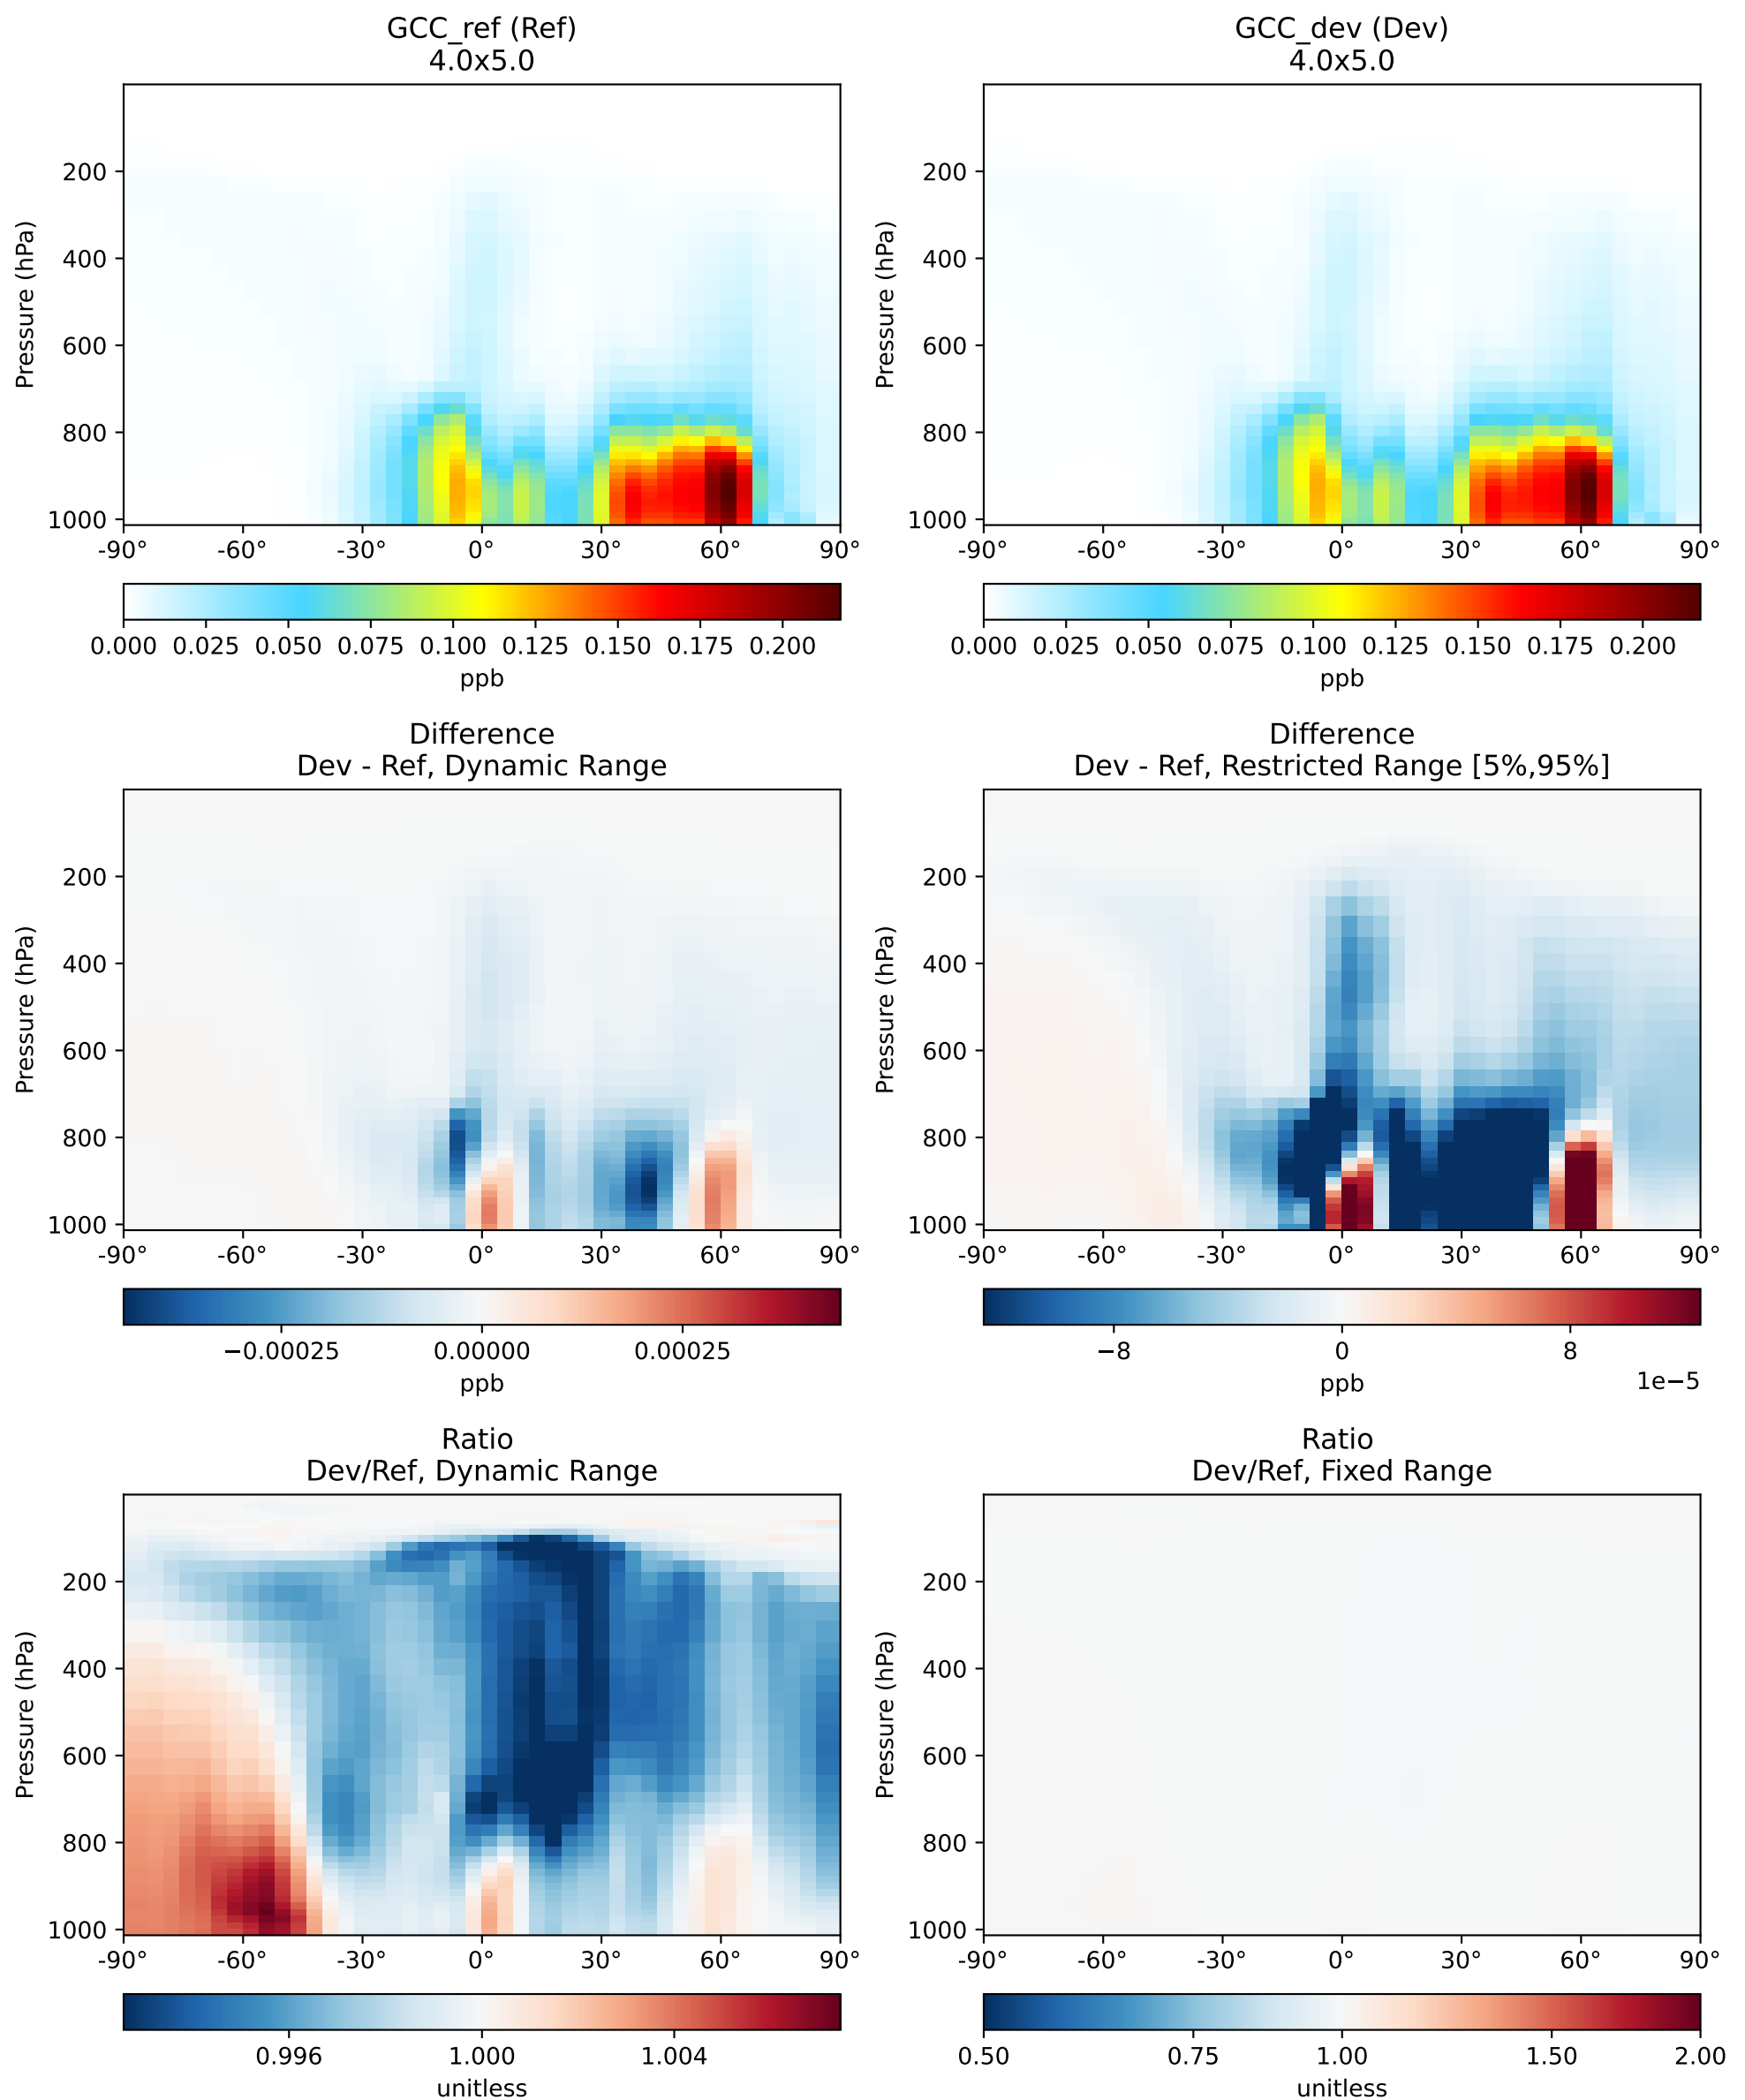 GCC_ref (Ref)
4.0x5.0
Pressure (hPa)
200
400
600
800
1000
-90° -60° -30° 0° 30° 60° 90°
0.000 0.025 0.050 0.075 0.100 0.125 0.150 0.175 0.200
ppb
GCC_dev (Dev)
4.0x5.0
Pressure (hPa)
200
400
600
800
1000
-90° -60° -30° 0° 30° 60° 90°
0.000 0.025 0.050 0.075 0.100 0.125 0.150 0.175 0.200
ppb
Difference
Dev - Ref, Dynamic Range
Pressure (hPa)
200
400
600
800
1000
-90° -60° -30° 0° 30° 60° 90°
−0.00025 0.00000 0.00025
ppb
Difference
Dev - Ref, Restricted Range [5%,95%]
Pressure (hPa)
200
400
600
800
1000
-90° -60° -30° 0° 30° 60° 90°
−8 0 8
ppb
1e−5
Ratio
Dev/Ref, Dynamic Range
Pressure (hPa)
200
400
600
800
1000
-90° -60° -30° 0° 30° 60° 90°
0.996 1.000 1.004
unitless
Ratio
Dev/Ref, Fixed Range
Pressure (hPa)
200
400
600
800
1000
-90° -60° -30° 0° 30° 60° 90°
0.50 0.75 1.00 1.50 2.00
unitless